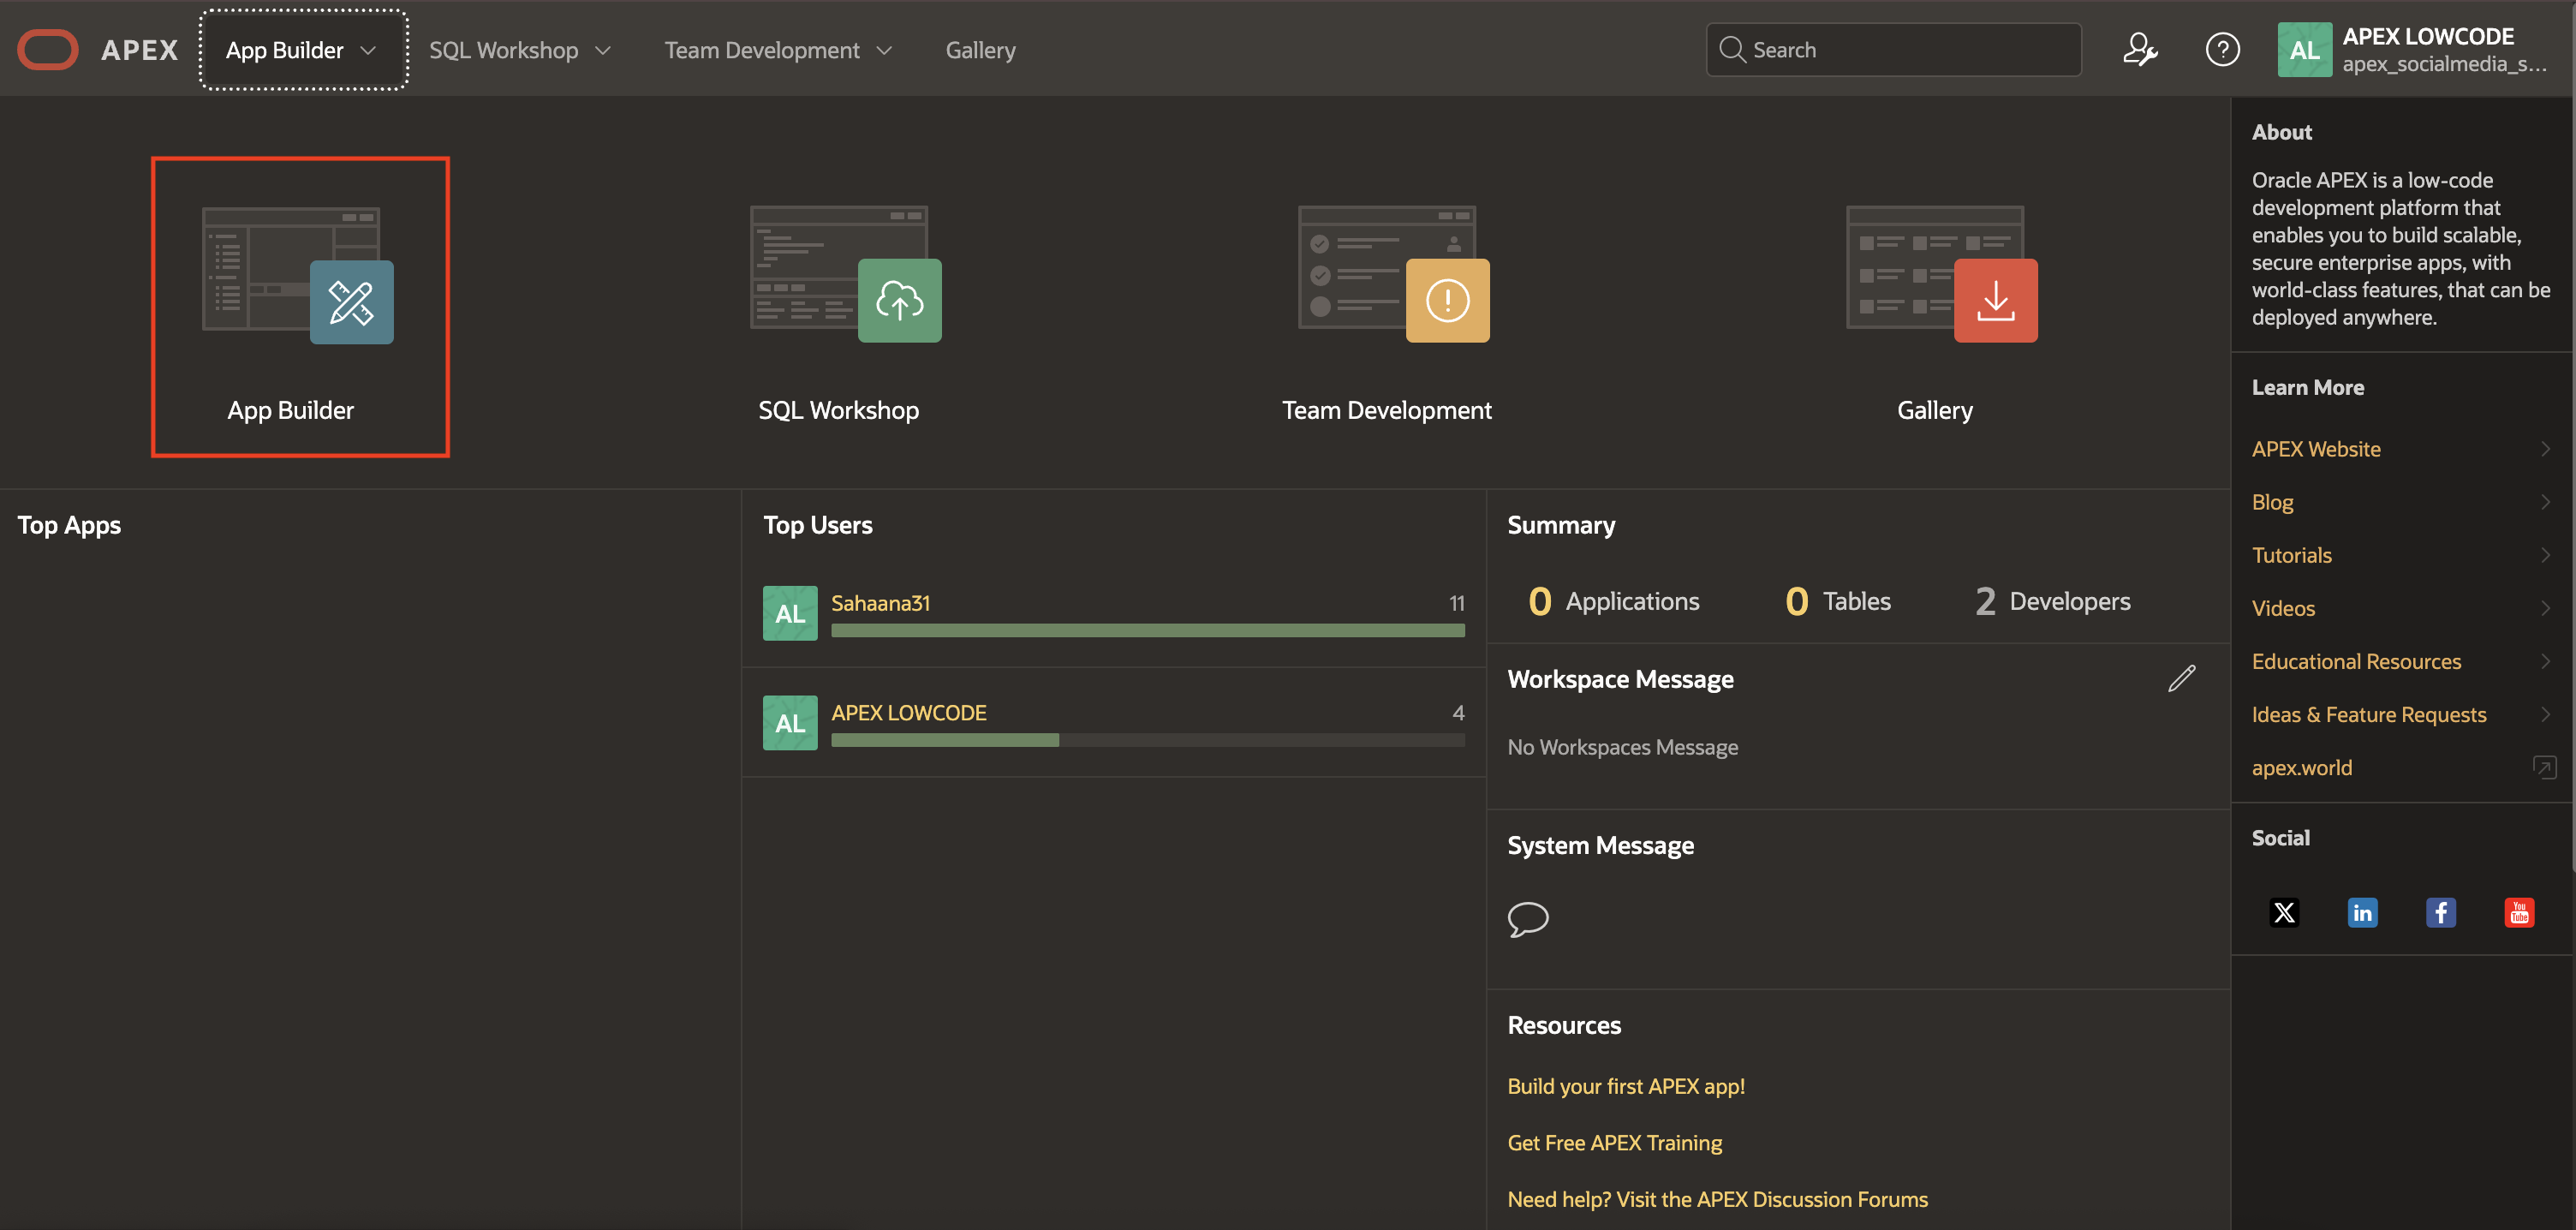 APEX
App Builder
SQL Workshop
Team Development
Gallery
Search
AL
APEX LOWCODE
apex_socialmedia_s...
App Builder
SQL Workshop
Team Development
Gallery
Top Apps
Top Users
AL
Sahaana31
11
AL
APEX LOWCODE
4
Summary
0 Applications
0 Tables
2 Developers
Workspace Message
No Workspaces Message
System Message
Resources
Build your first APEX app!
Get Free APEX Training
Need help? Visit the APEX Discussion Forums
About
Oracle APEX is a low-code
development platform that
enables you to build scalable,
secure enterprise apps, with
world-class features, that can be
deployed anywhere.
Learn More
APEX Website
Blog
Tutorials
Videos
Educational Resources
Ideas & Feature Requests
apex.world
Social
X
in
f
You
Tube